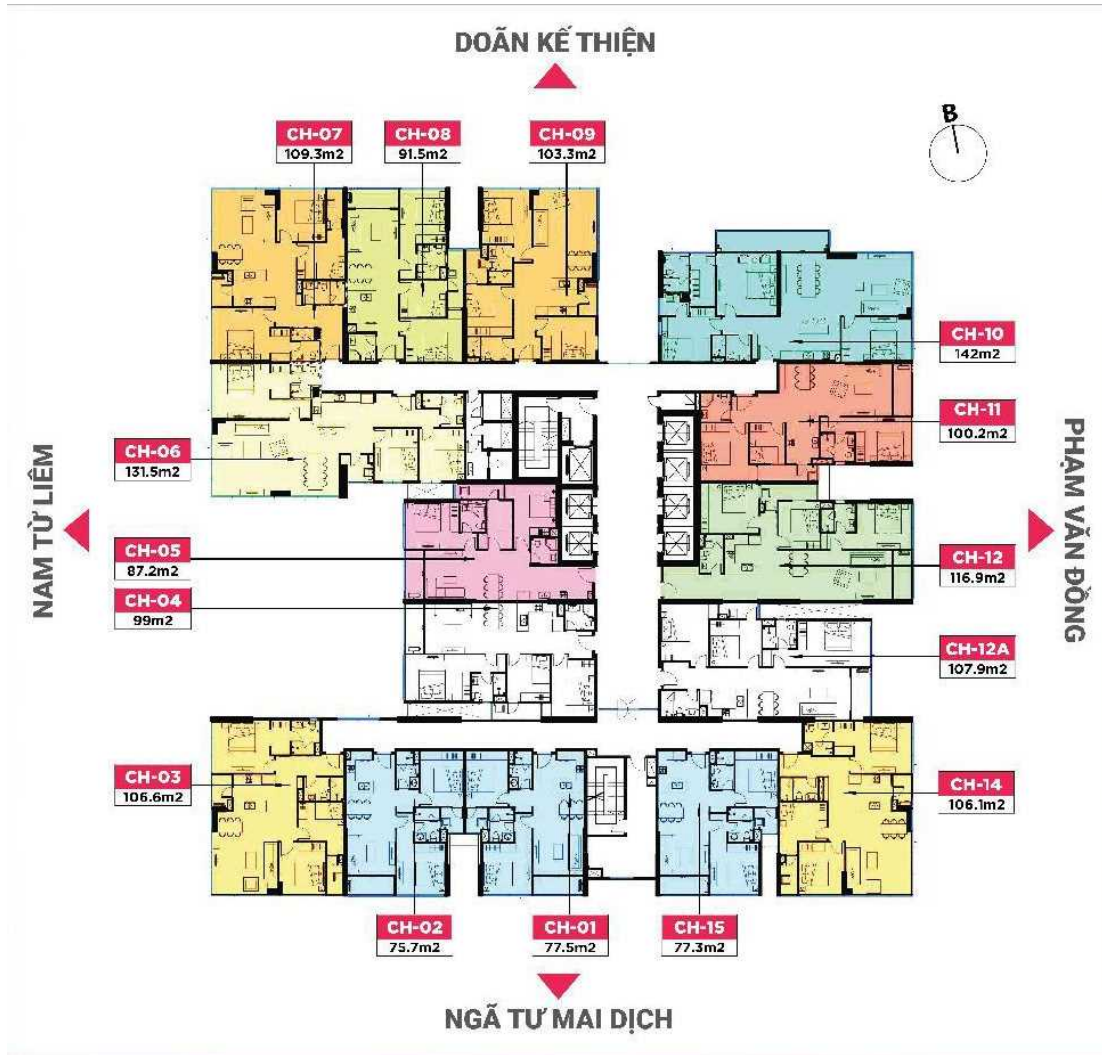 DOÃN KẾ THIỆN
B
CH-07
109.3m2
CH-08
91.5m2
CH-09
103.3m2
CH-10
142m2
CH-11
100.2m2
CH-06
131.5m2
NAM TỪ LIÊM
PHẠM VĂN ĐỒNG
CH-05
87.2m2
CH-12
116.9m2
CH-04
99m2
CH-12A
107.9m2
CH-03
106.6m2
CH-14
106.1m2
CH-02
75.7m2
CH-01
77.5m2
CH-15
77.3m2
NGÃ TƯ MAI DỊCH